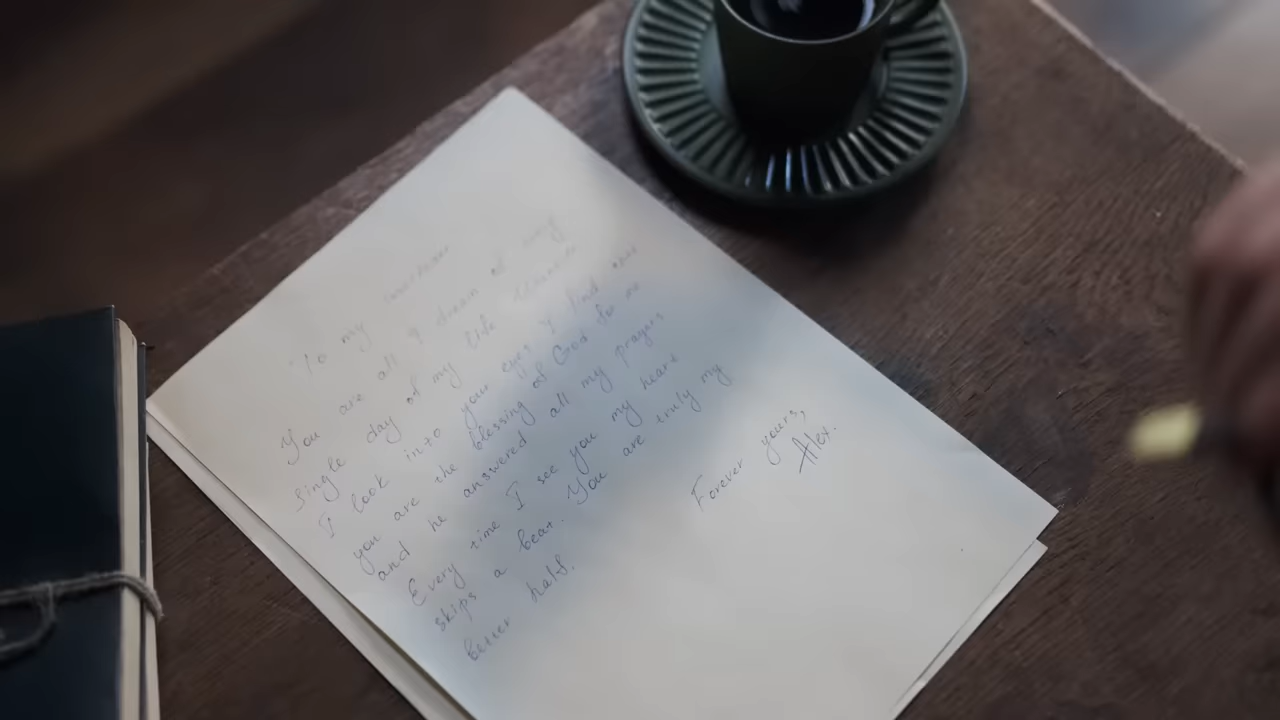 To my
You are all I dream of every
single day of my life
I look into your eyes I find
you are the blessing of God for me
and he answered all my prayers
Every time I see you my heart
skips a beat. You are truly my
better half.
Forever yours,
Alex.